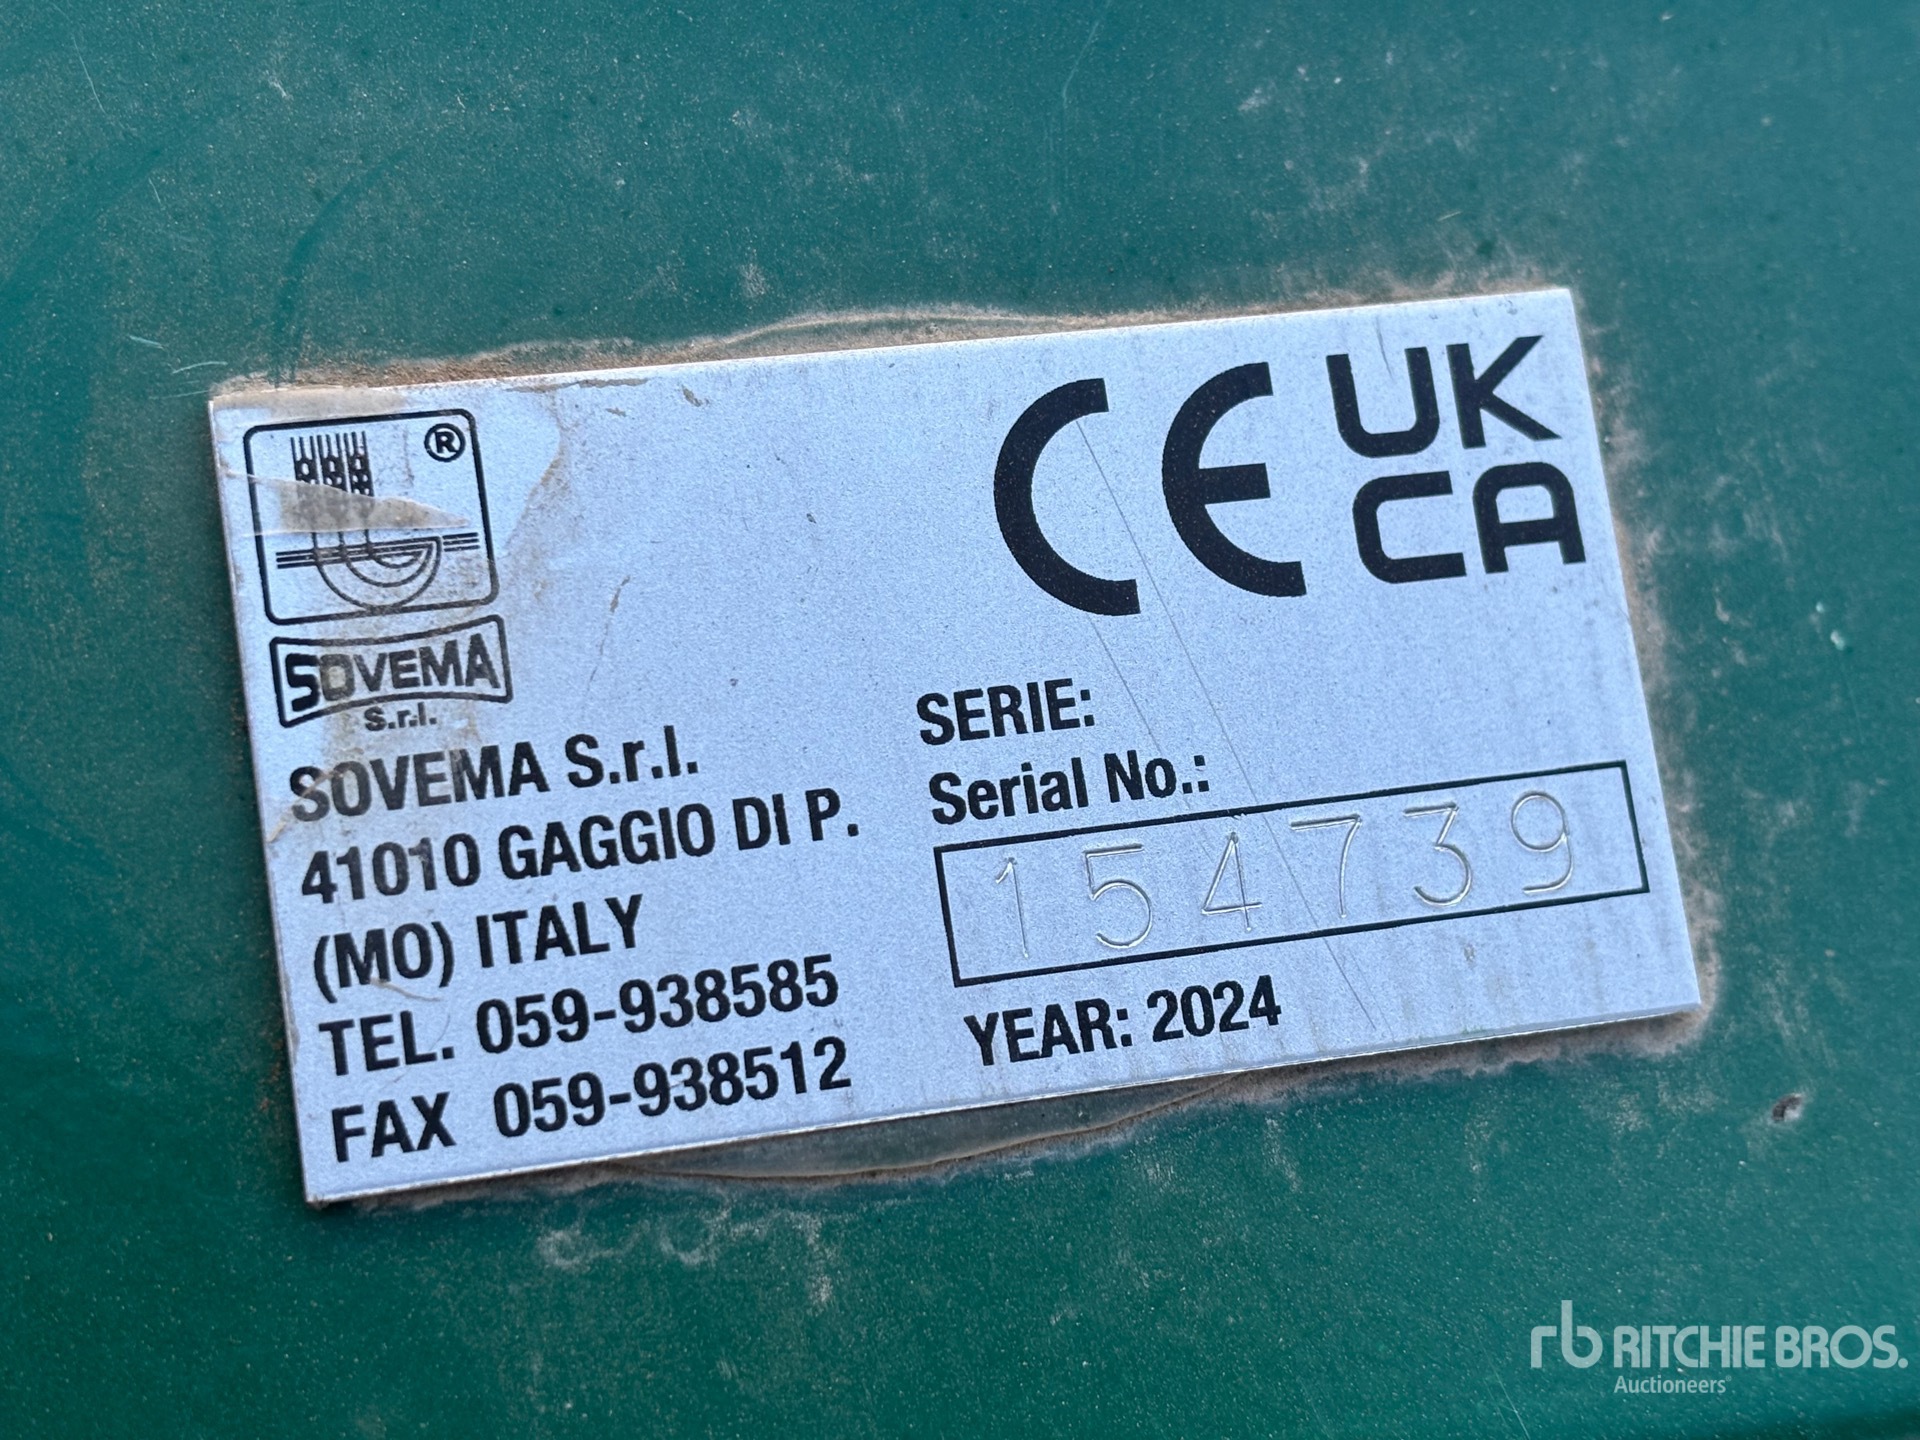 ®
SOVEMA
s.r.l.
SOVEMA S.r.l.
41010 GAGGIO DI P.
(MO) ITALY
TEL. 059-938585
FAX 059-938512
CE UK
CA
SERIE:
Serial No.:
154739
YEAR: 2024
rb RITCHIE BROS.
Auctioneers